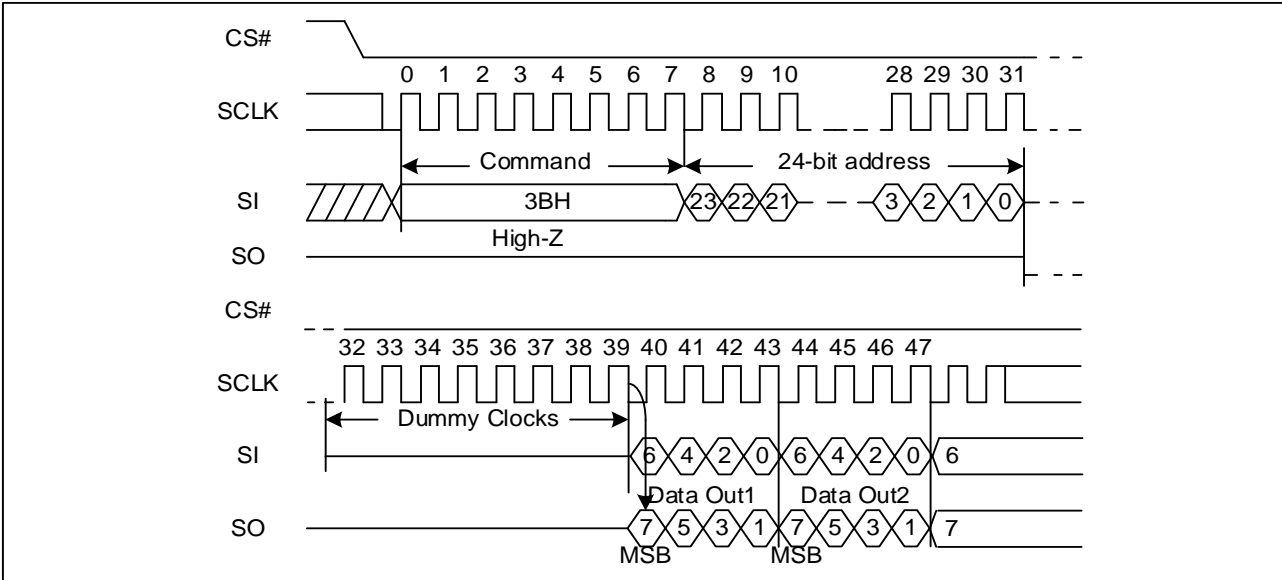 CS#
0 1 2 3 4 5 6 7 8 9 10 28 29 30 31
SCLK
Command 24-bit address
SI 3BH 23 22 21 3 2 1 0
High-Z
SO
CS#
32 33 34 35 36 37 38 39 40 41 42 43 44 45 46 47
SCLK
Dummy Clocks
SI 6 4 2 0 6 4 2 0 6
Data Out1 Data Out2
SO 7 5 3 1 7 5 3 1 7
MSB MSB